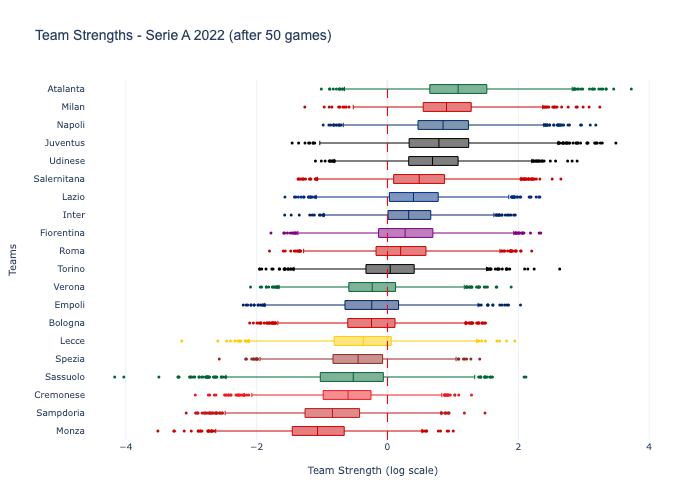 Team Strengths - Serie A 2022 (after 50 games)
Atalanta
Milan
Napoli
Juventus
Udinese
Salernitana
Lazio
Inter
Fiorentina
Roma
Torino
Verona
Empoli
Bologna
Lecce
Spezia
Sassuolo
Cremonese
Sampdoria
Monza
Teams
−4 −2 0 2 4
Team Strength (log scale)